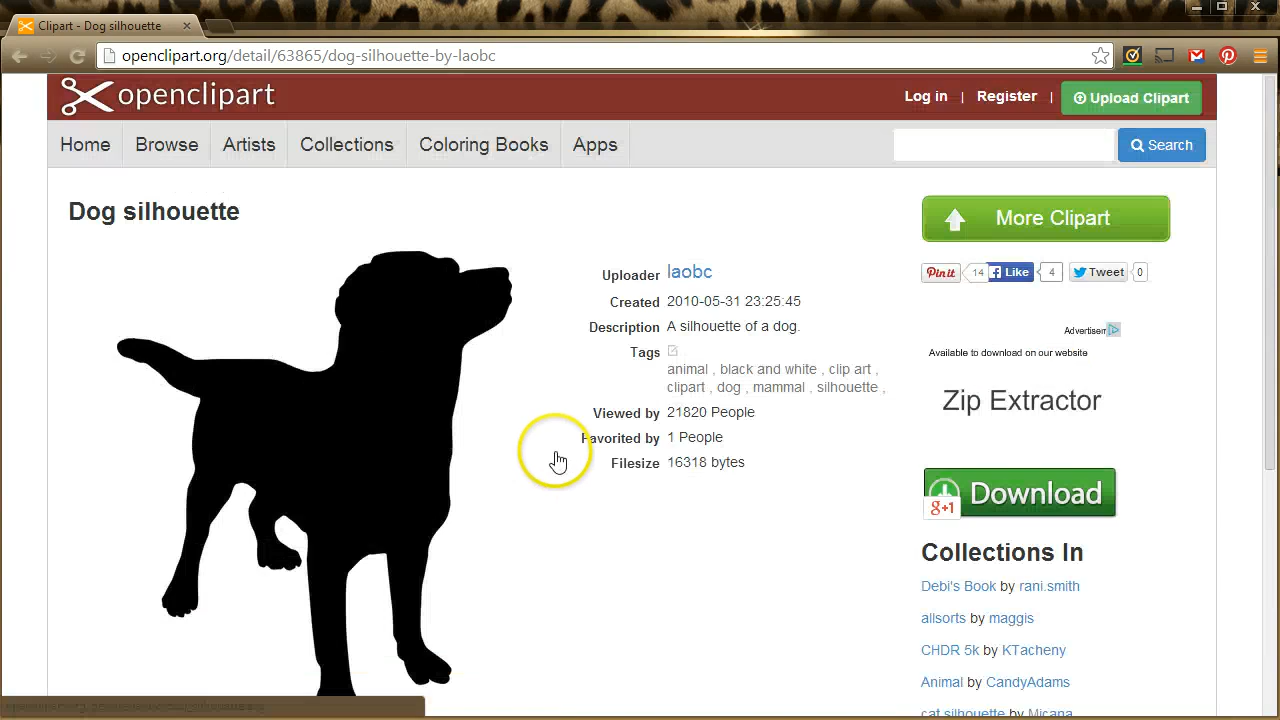 Clipart - Dog silhouette
openclipart.org/detail/63865/dog-silhouette-by-laobc
openclipart
Log in | Register | Upload Clipart
Home Browse Artists Collections Coloring Books Apps Search
Dog silhouette
More Clipart
Uploader laobc
Pin it 14 Like 4 Tweet 0
Created 2010-05-31 23:25:45
Description A silhouette of a dog.
Advertisem
Tags
Available to download on our website
animal , black and white , clip art ,
clipart , dog , mammal , silhouette ,
Zip Extractor
Viewed by 21820 People
Favorited by 1 People
Filesize 16318 bytes
Download
g+1
Collections In
Debi's Book by rani.smith
allsorts by maggis
CHDR 5k by KTacheny
Animal by CandyAdams
cat silhouette by Micana